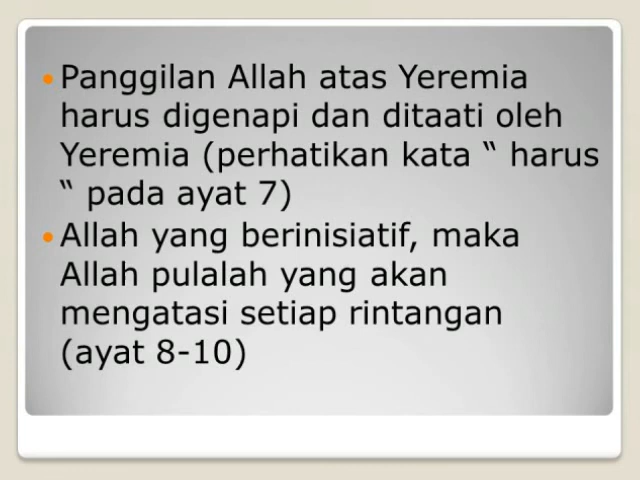 • Panggilan Allah atas Yeremia
harus digenapi dan ditaati oleh
Yeremia (perhatikan kata “ harus
“ pada ayat 7)
• Allah yang berinisiatif, maka
Allah pulalah yang akan
mengatasi setiap rintangan
(ayat 8-10)